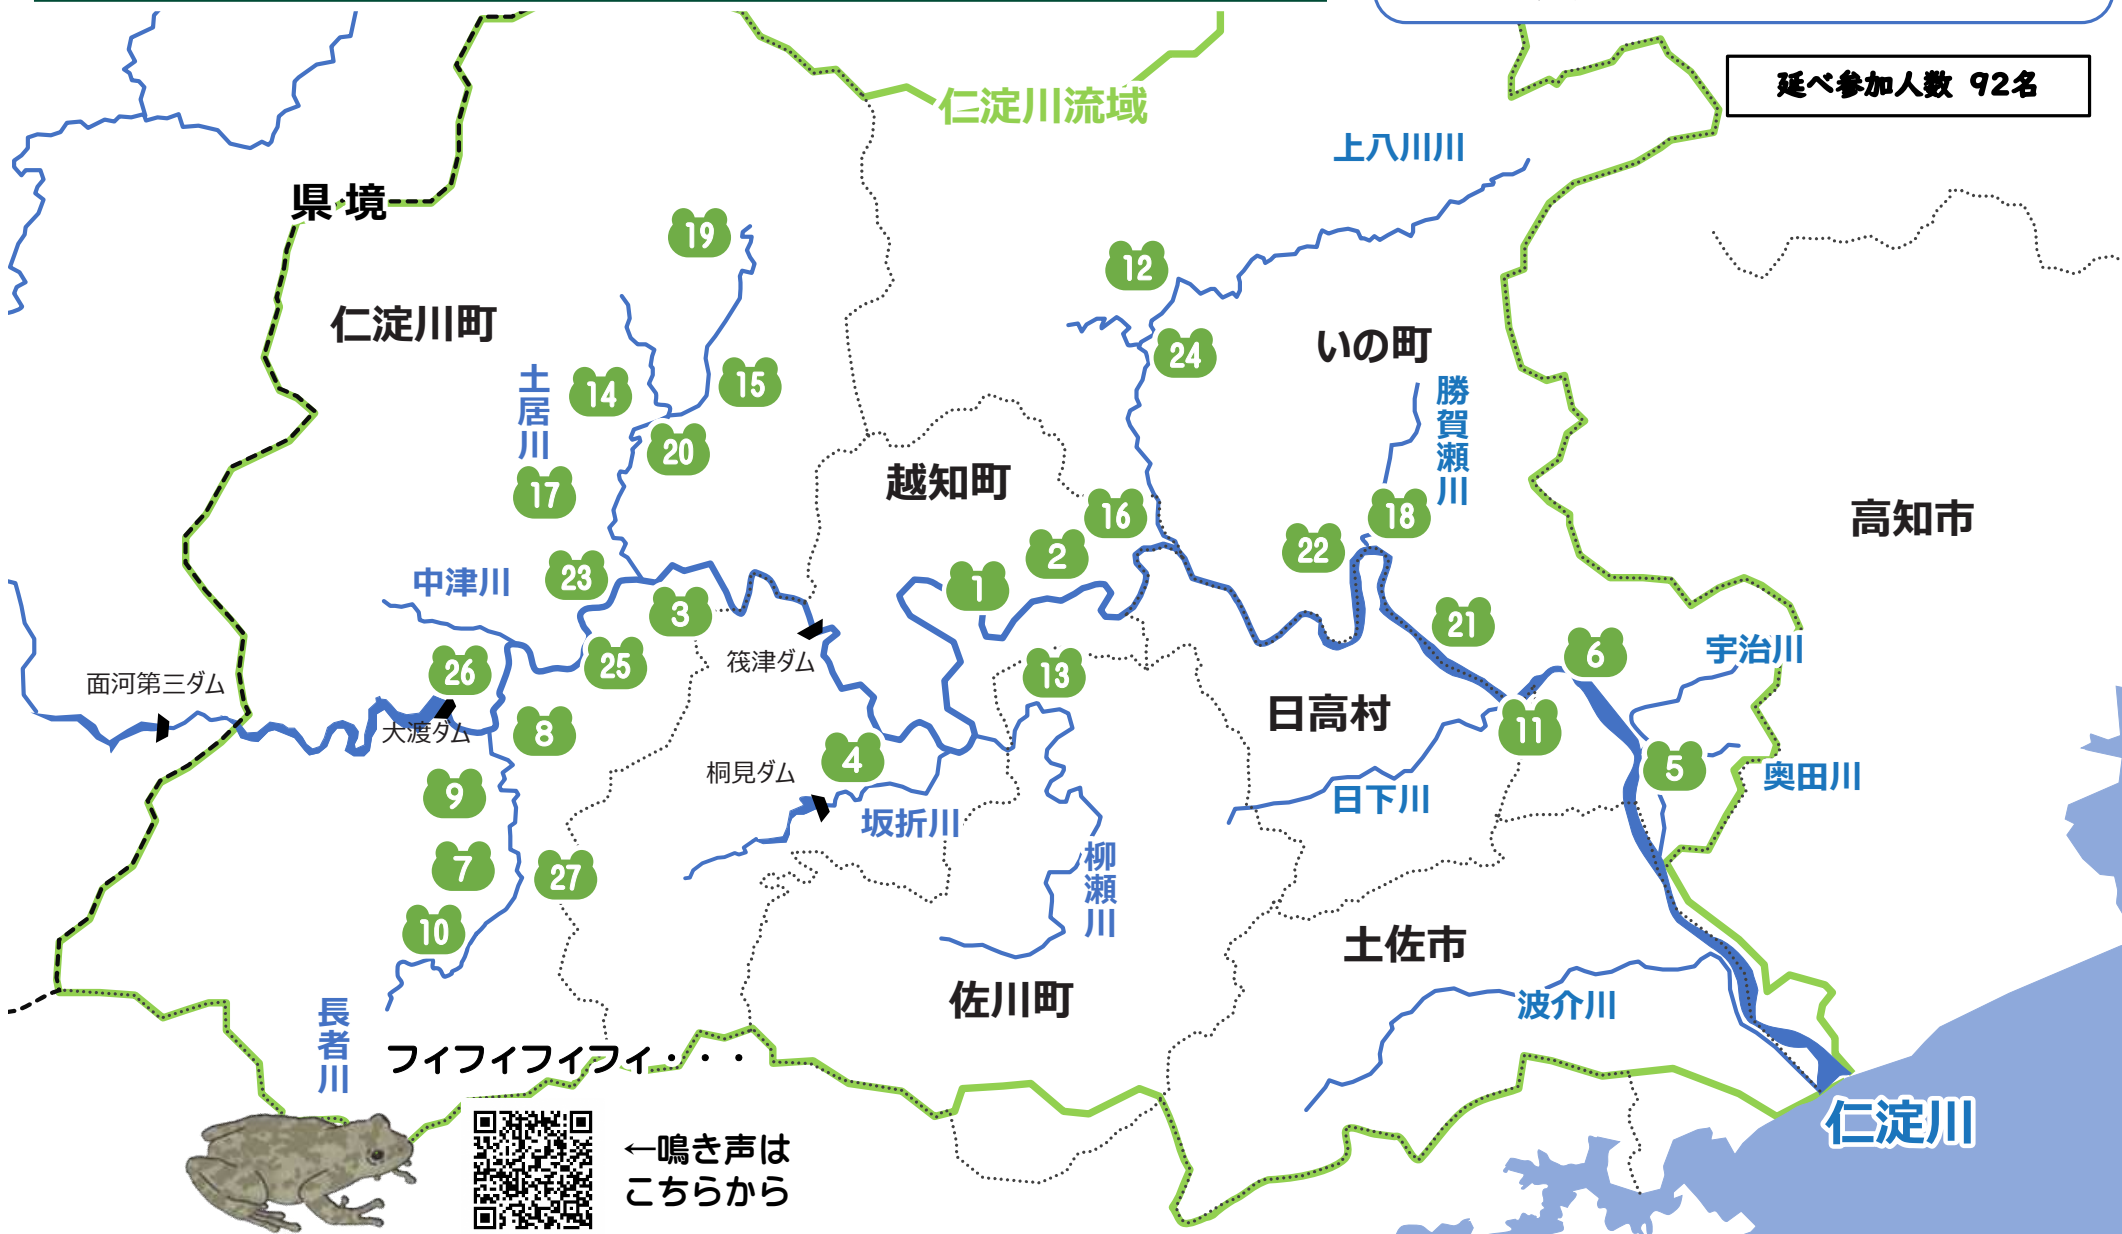 延べ参加人数 92名
仁淀川流域
上八川川
県境
19
12
仁淀川町
いの町
24
土居川
14
15
勝賀瀬川
20
越知町
17
16
18
高知市
22
2
中津川
23
1
3
21
宇治川
6
筏津ダム
25
26
13
面河第三ダム
日高村
大渡ダム
8
11
4
5
桐見ダム
奥田川
9
日下川
坂折川
7
27
柳瀬川
10
土佐市
佐川町
波介川
長者川
フィフィフィフィ・・・
仁淀川
←鳴き声は
こちらから